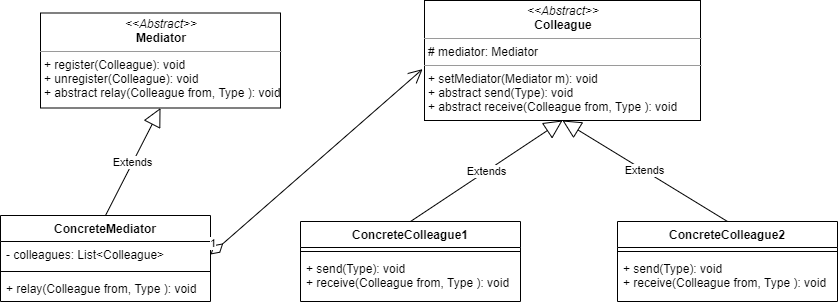 <<Abstract>>
Mediator
+ register(Colleague): void
+ unregister(Colleague): void
+ abstract relay(Colleague from, Type ): void
<<Abstract>>
Colleague
# mediator: Mediator
+ setMediator(Mediator m): void
+ abstract send(Type): void
+ abstract receive(Colleague from, Type ): void
Extends
Extends
Extends
ConcreteMediator
- colleagues: List<Colleague>
+ relay(Colleague from, Type ): void
1
ConcreteColleague1
+ send(Type): void
+ receive(Colleague from, Type ): void
ConcreteColleague2
+ send(Type): void
+ receive(Colleague from, Type ): void